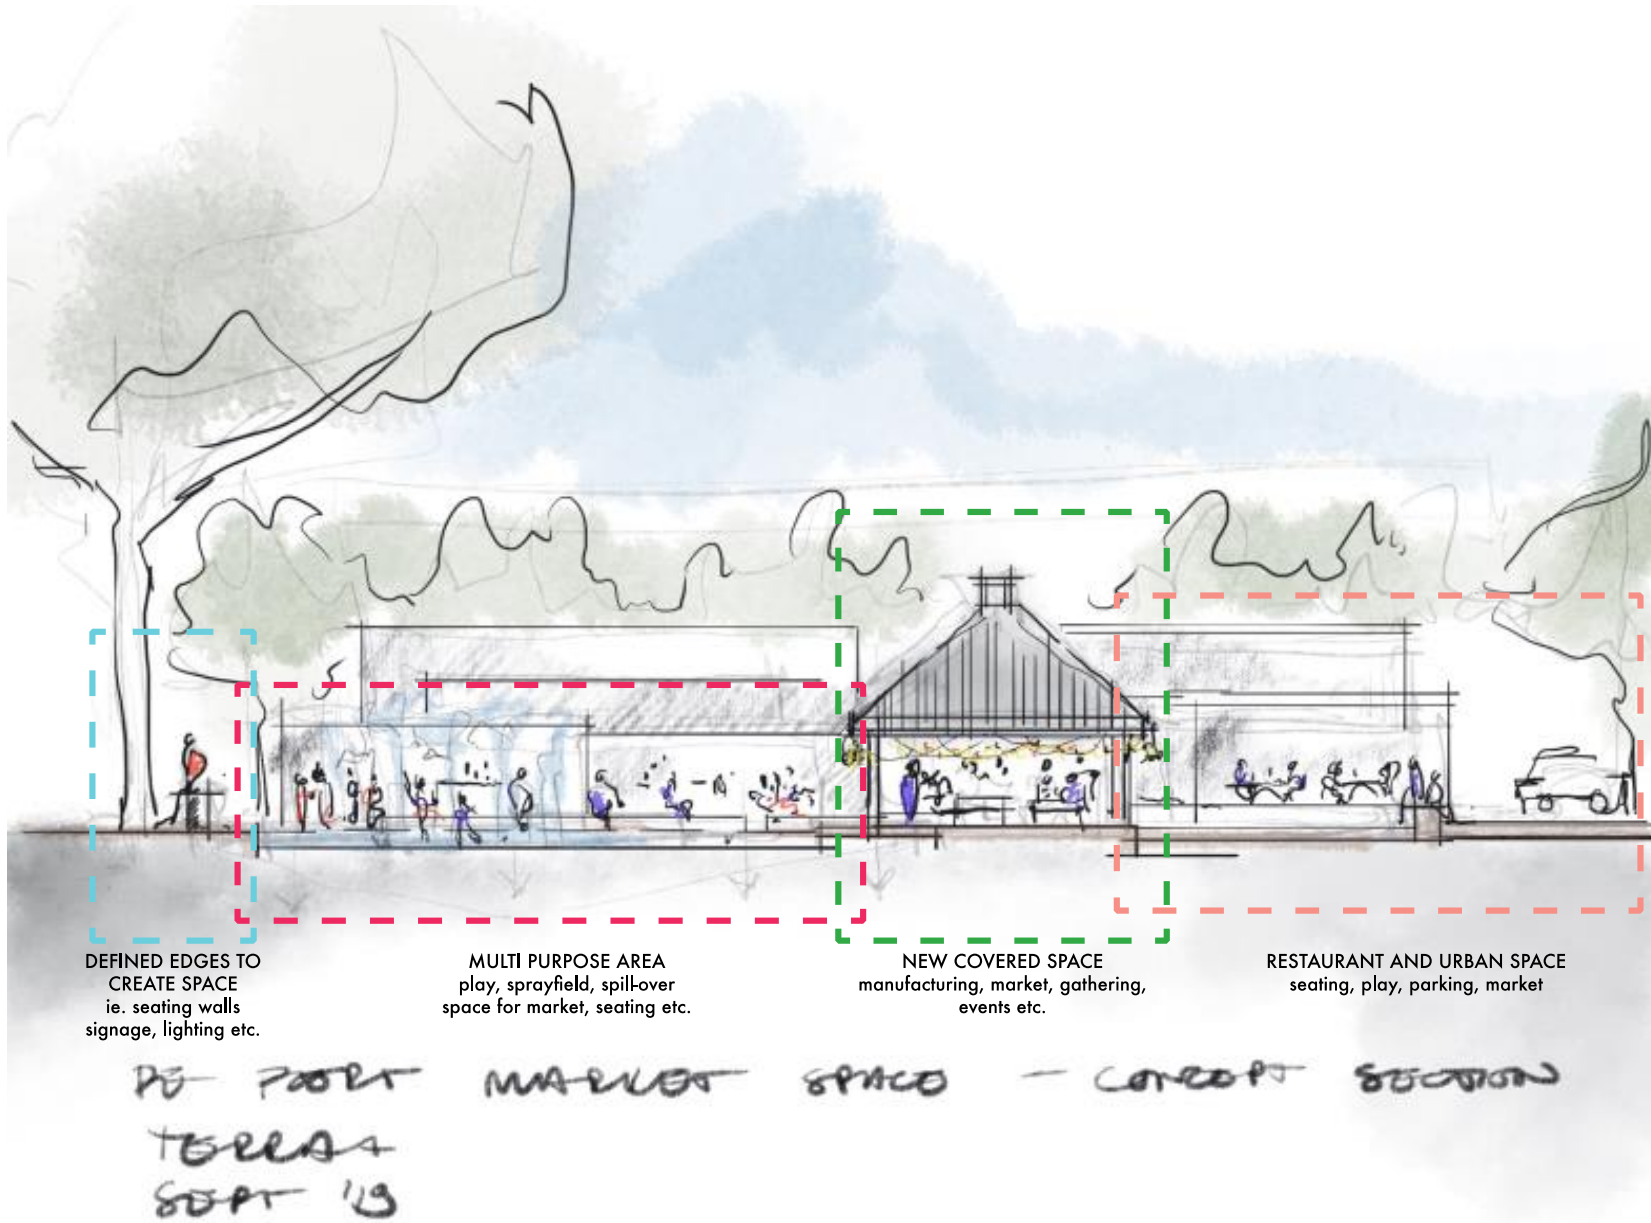 DEFINED EDGES TO
CREATE SPACE
ie. seating walls
signage, lighting etc.
MULTI PURPOSE AREA
play, sprayfield, spill-over
space for market, seating etc.
NEW COVERED SPACE
manufacturing, market, gathering,
events etc.
RESTAURANT AND URBAN SPACE
seating, play, parking, market
DE POORT MARKET SPACE - CONCEPT SECTION
TERRA+
SEPT '19